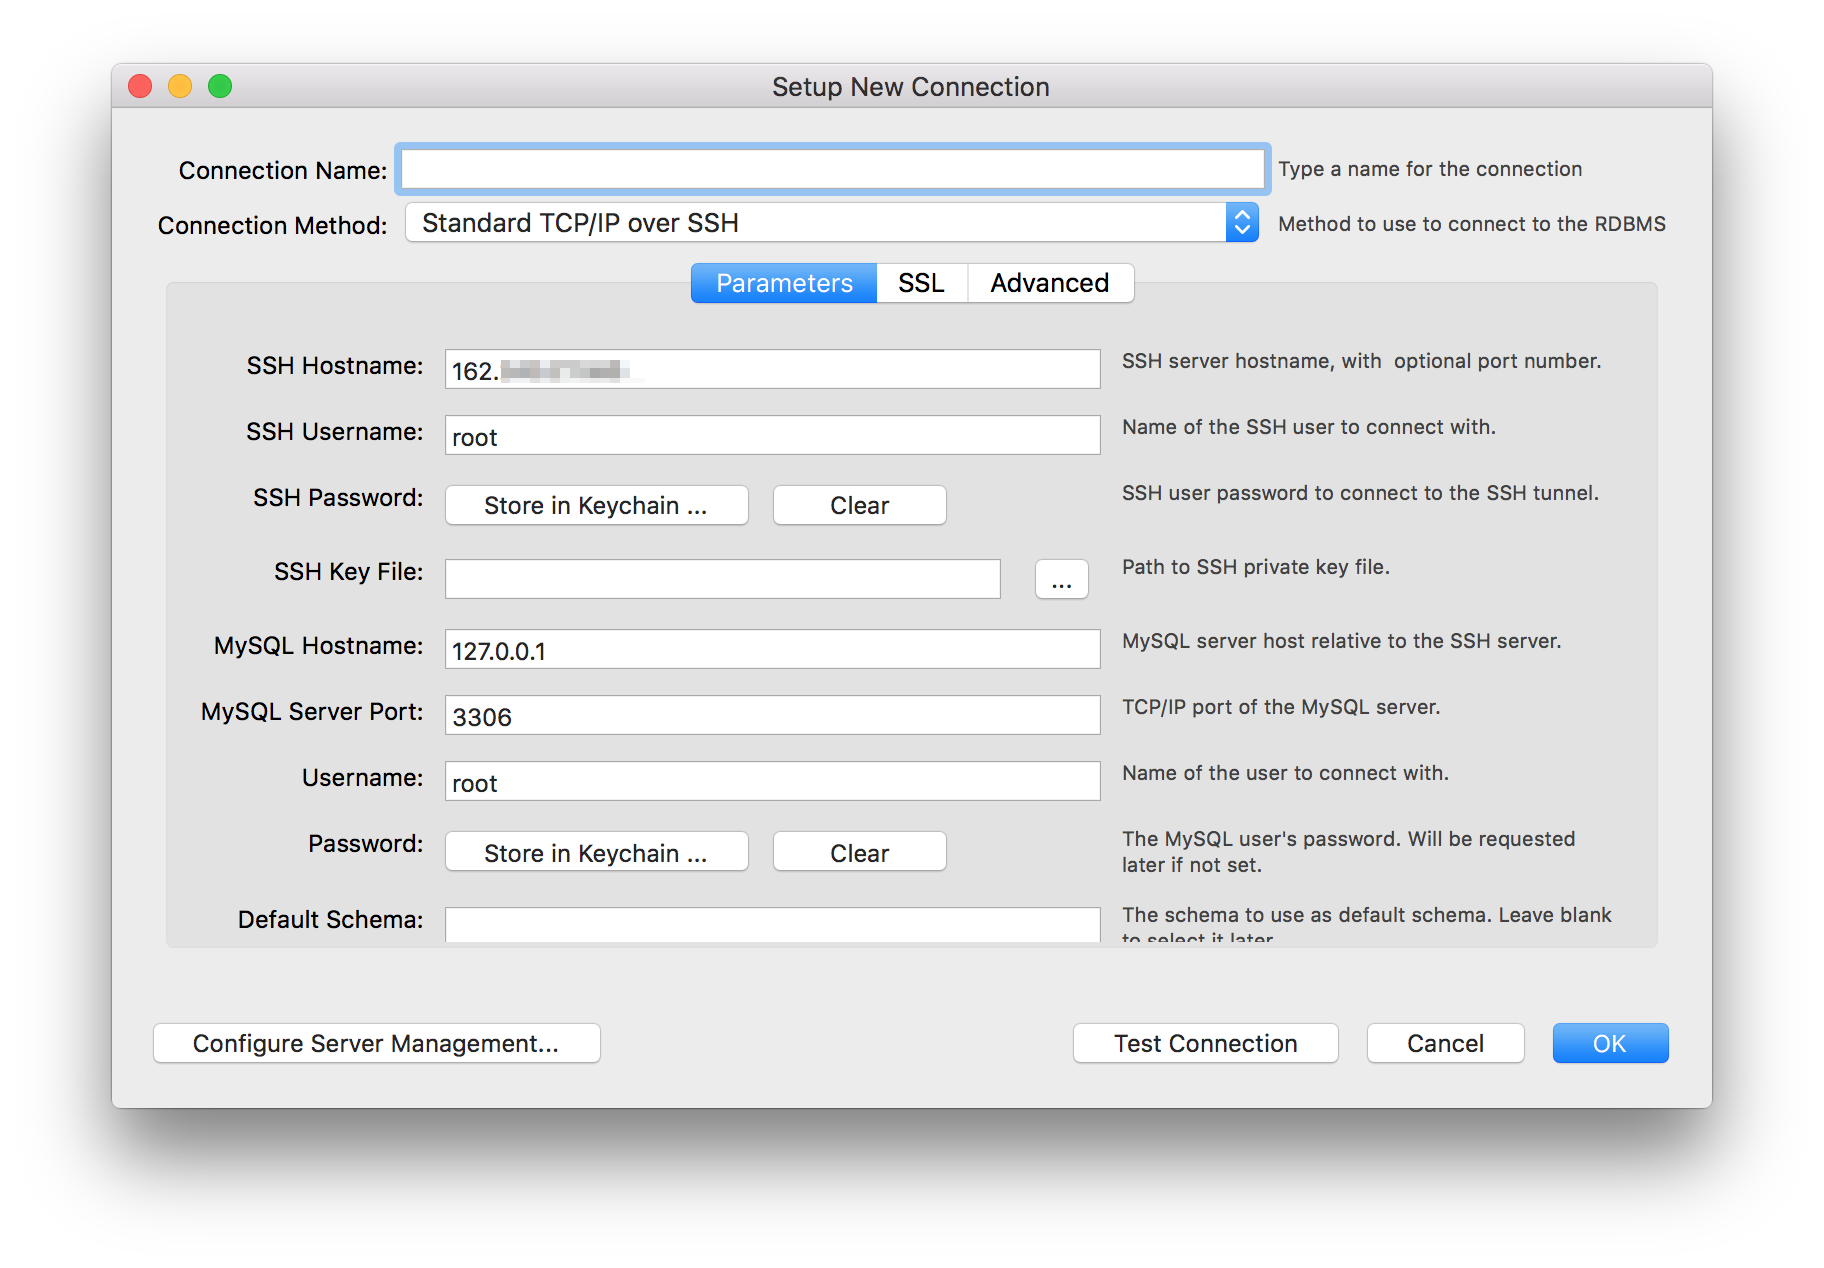 Setup New Connection
Connection Name: Type a name for the connection
Connection Method: Standard TCP/IP over SSH Method to use to connect to the RDBMS
Parameters SSL Advanced
SSH Hostname: 162. SSH server hostname, with optional port number.
SSH Username: root Name of the SSH user to connect with.
SSH Password: Store in Keychain ... Clear SSH user password to connect to the SSH tunnel.
SSH Key File: ... Path to SSH private key file.
MySQL Hostname: 127.0.0.1 MySQL server host relative to the SSH server.
MySQL Server Port: 3306 TCP/IP port of the MySQL server.
Username: root Name of the user to connect with.
Password: Store in Keychain ... Clear The MySQL user's password. Will be requested
later if not set.
Default Schema: The schema to use as default schema. Leave blank
to select it later
Configure Server Management... Test Connection Cancel OK